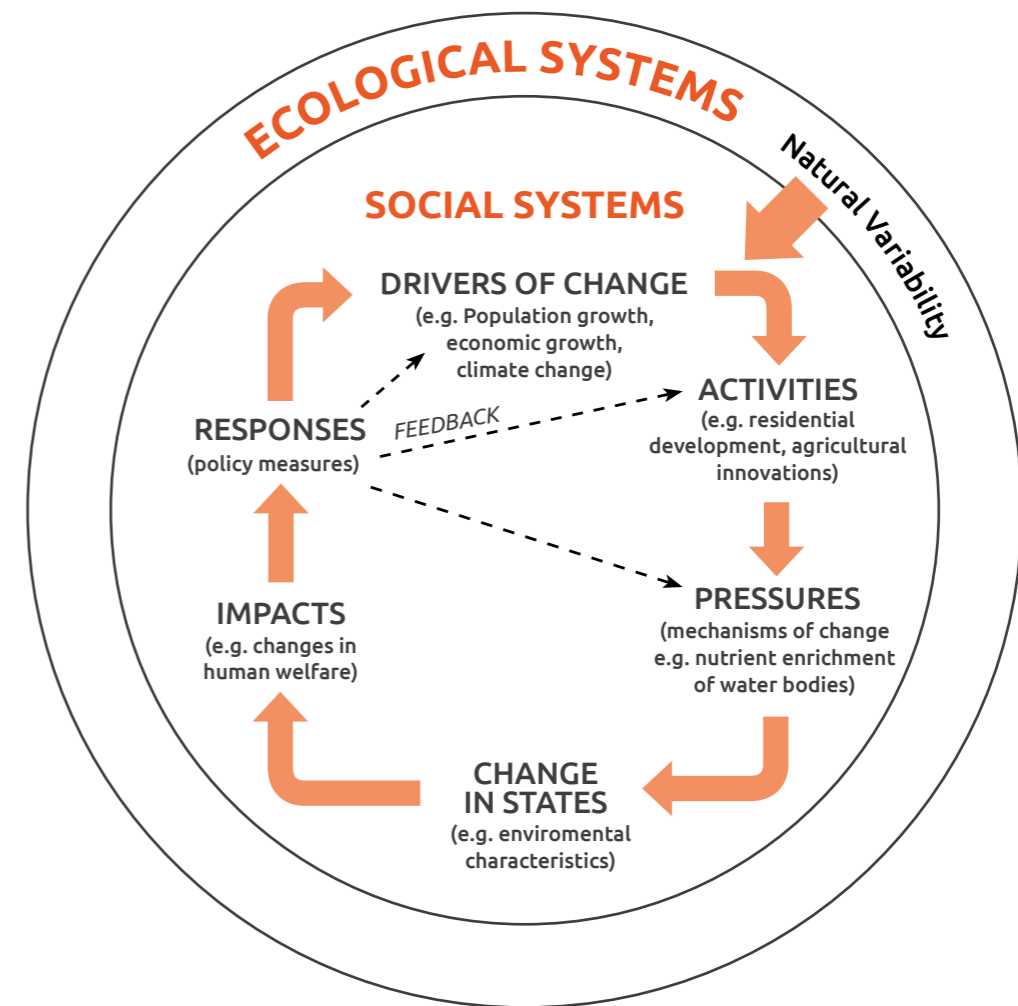 ECOLOGICAL SYSTEMS
Natural Variability
SOCIAL SYSTEMS
DRIVERS OF CHANGE
(e.g. Population growth,
economic growth,
climate change)
ACTIVITIES
(e.g. residential
development, agricultural
innovations)
FEEDBACK
RESPONSES
(policy measures)
PRESSURES
(mechanisms of change
e.g. nutrient enrichment
of water bodies)
IMPACTS
(e.g. changes in
human welfare)
CHANGE
IN STATES
(e.g. enviromental
characteristics)